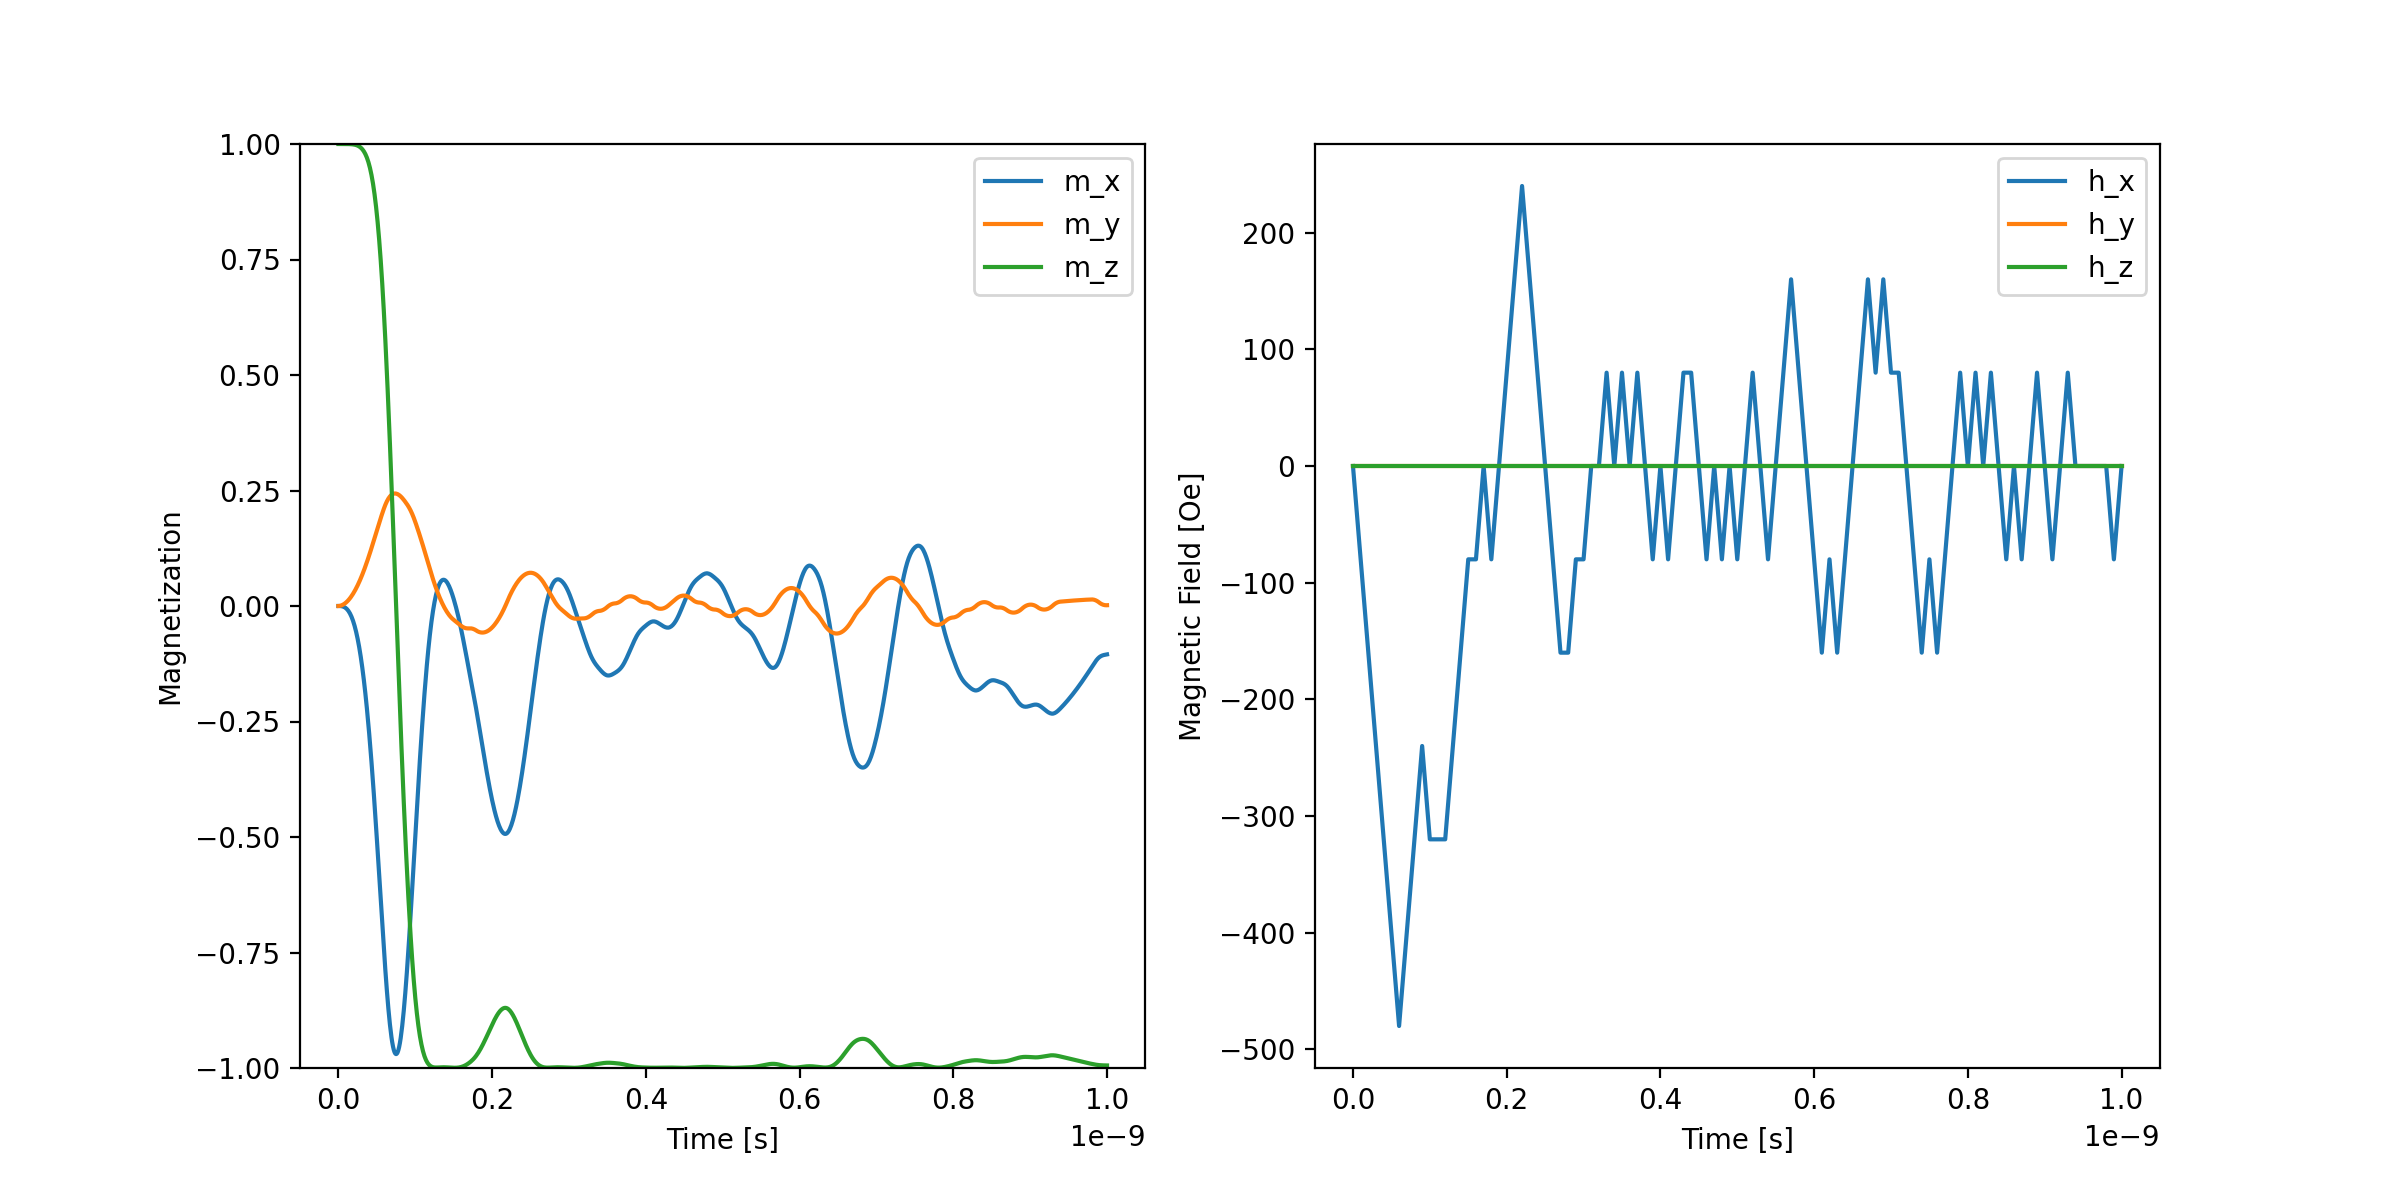 1.00
0.75
0.50
0.25
0.00
−0.25
−0.50
−0.75
−1.00
Magnetization
m_x
m_y
m_z
0.0 0.2 0.4 0.6 0.8 1.0
1e−9
Time [s]
200
100
0
−100
−200
−300
−400
−500
Magnetic Field [Oe]
h_x
h_y
h_z
0.0 0.2 0.4 0.6 0.8 1.0
1e−9
Time [s]